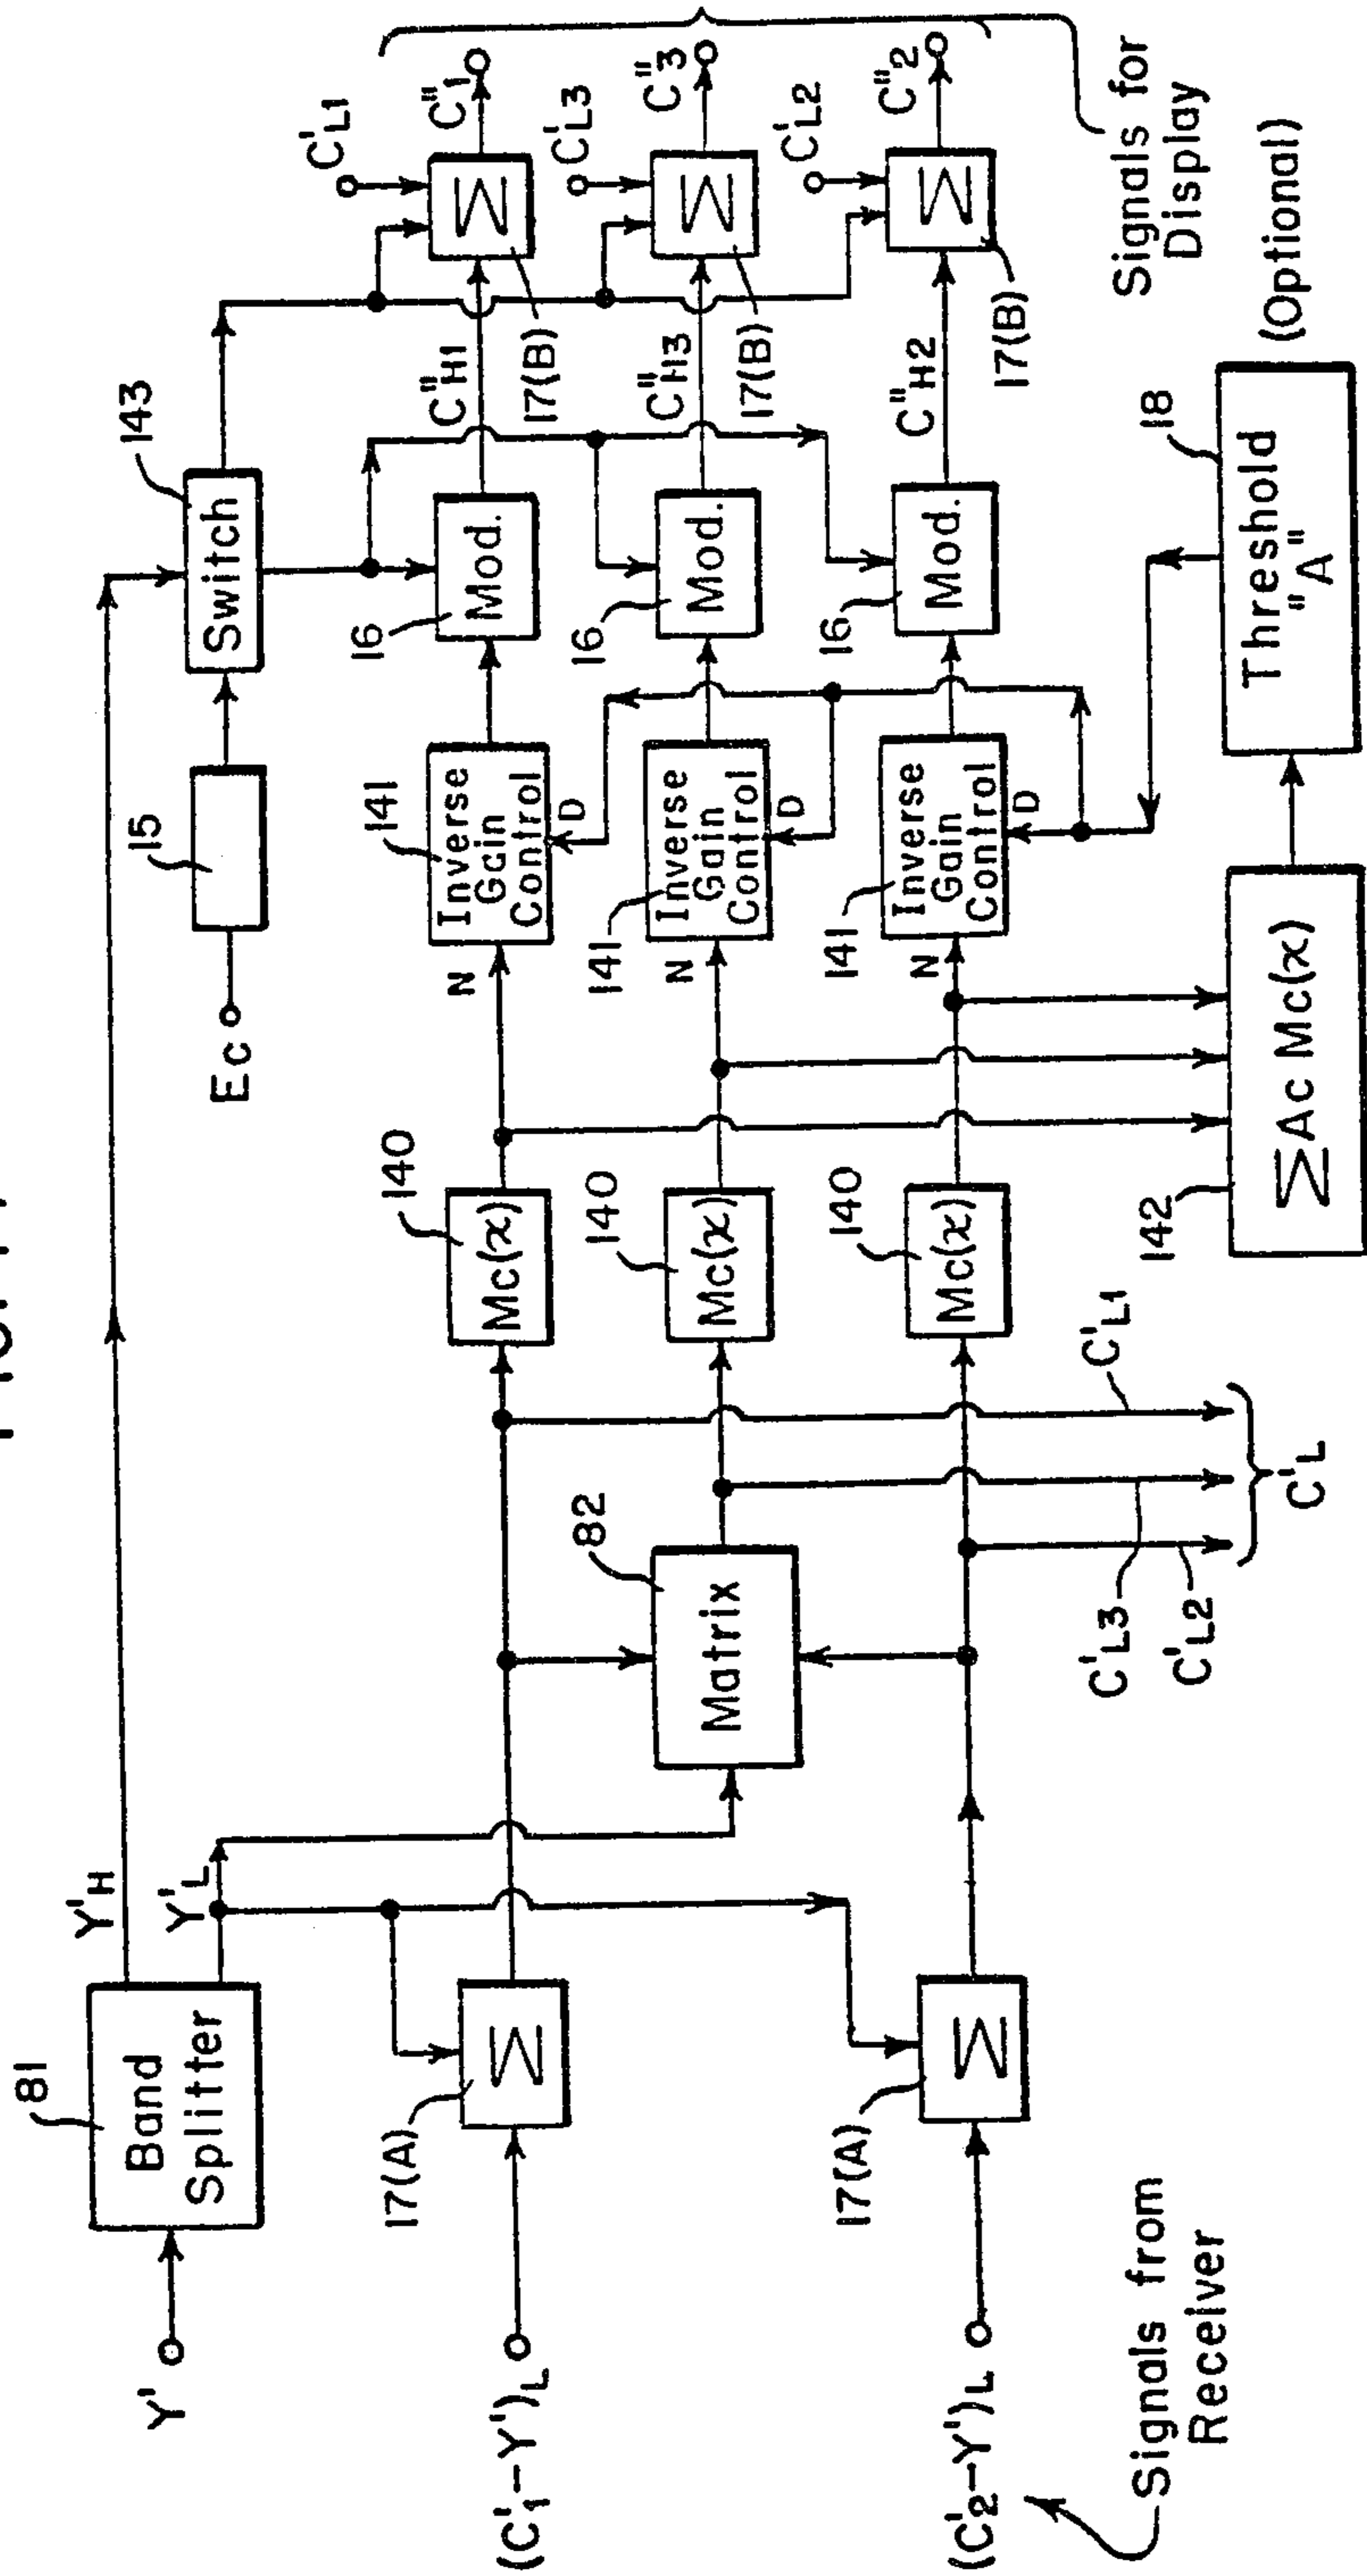 81
Band
Splitter
Y'
Y'H
Y'L
Ec
15
143
Switch
(C'1–Y')L
17(A)
Σ
140
Mc(x)
N
141
Inverse
Gain
Control
D
16
Mod.
C"H1
17(B)
Σ
C'L1
C"1
82
Matrix
140
Mc(x)
N
141
Inverse
Gain
Control
D
16
Mod.
C"H3
17(B)
Σ
C'L3
C"3
(C'2–Y')L
17(A)
Σ
140
Mc(x)
N
141
Inverse
Gain
Control
D
16
Mod.
C"H2
17(B)
Σ
C'L2
C"2
Signals from
Receiver
C'L3
C'L2
C'L1
C'L
142
ΣAc Mc(x)
18
Threshold
"A"
(Optional)
Signals for
Display